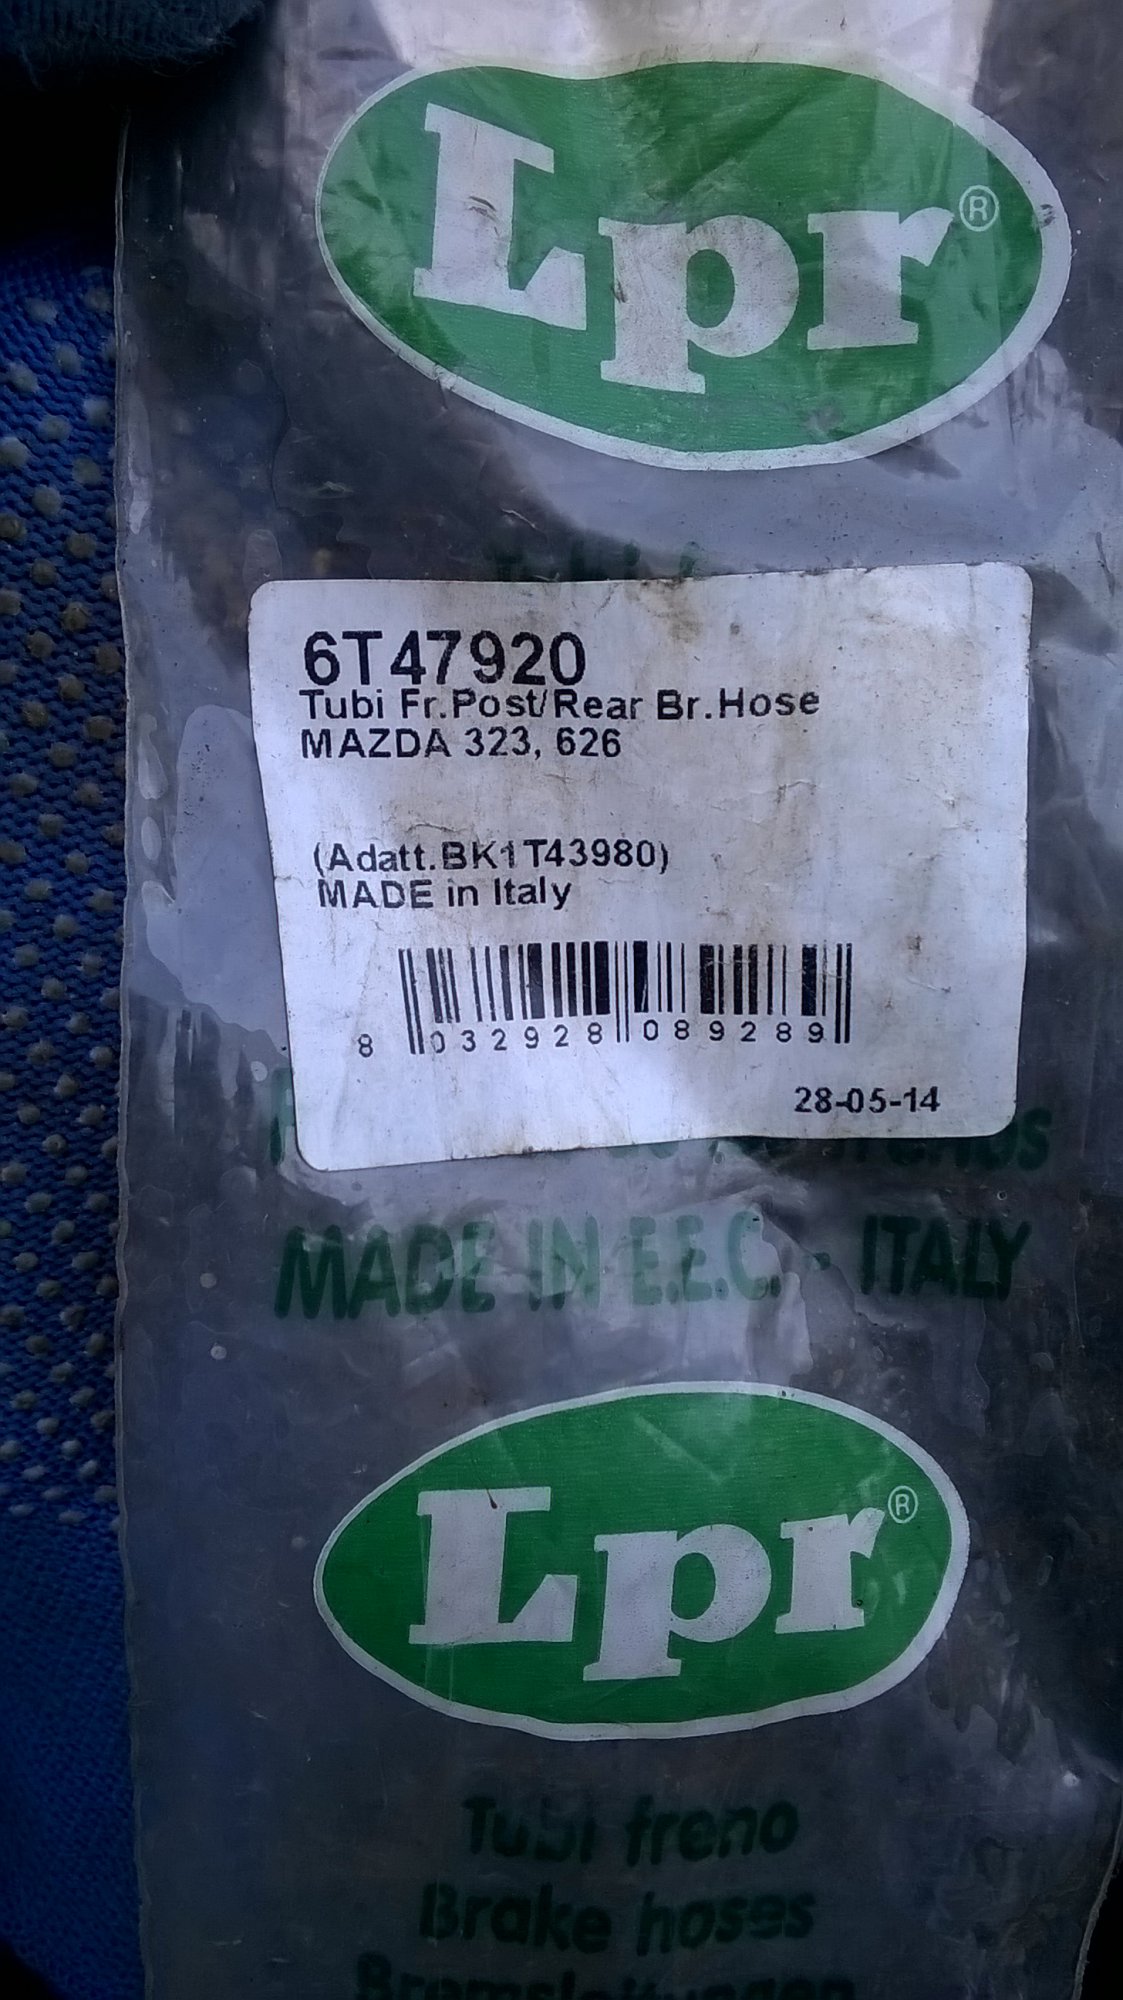 Lpr®
6T47920
Tubi Fr.Post/Rear Br.Hose
MAZDA 323, 626
(Adatt.BK1T43980)
MADE in Italy
8 032928 089289
28-05-14
MADE IN E.E.C. - ITALY
Lpr®
Tubi freno
Brake hoses
Bremsleitungen